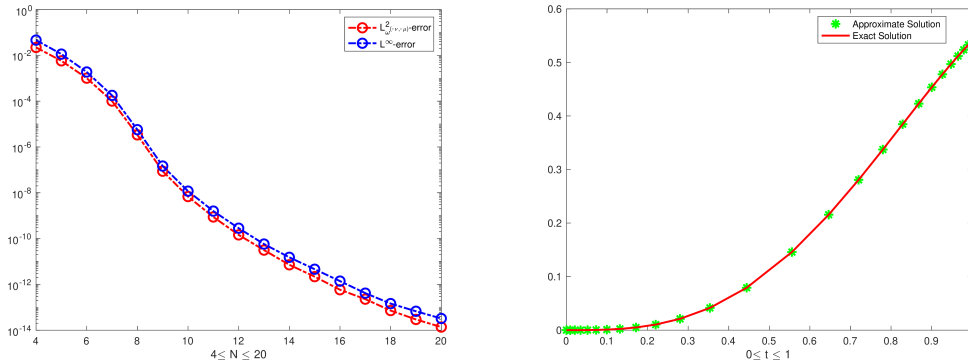 10^0
10^-2
10^-4
10^-6
10^-8
10^-10
10^-12
10^-14
4 6 8 10 12 14 16 18 20
4≤ N ≤ 20
L^2_ω(-ν,-μ)-error
L^∞-error
0.6
0.5
0.4
0.3
0.2
0.1
0
0 0.1 0.2 0.3 0.4 0.5 0.6 0.7 0.8 0.9
0≤ t ≤ 1
Approximate Solution
Exact Solution